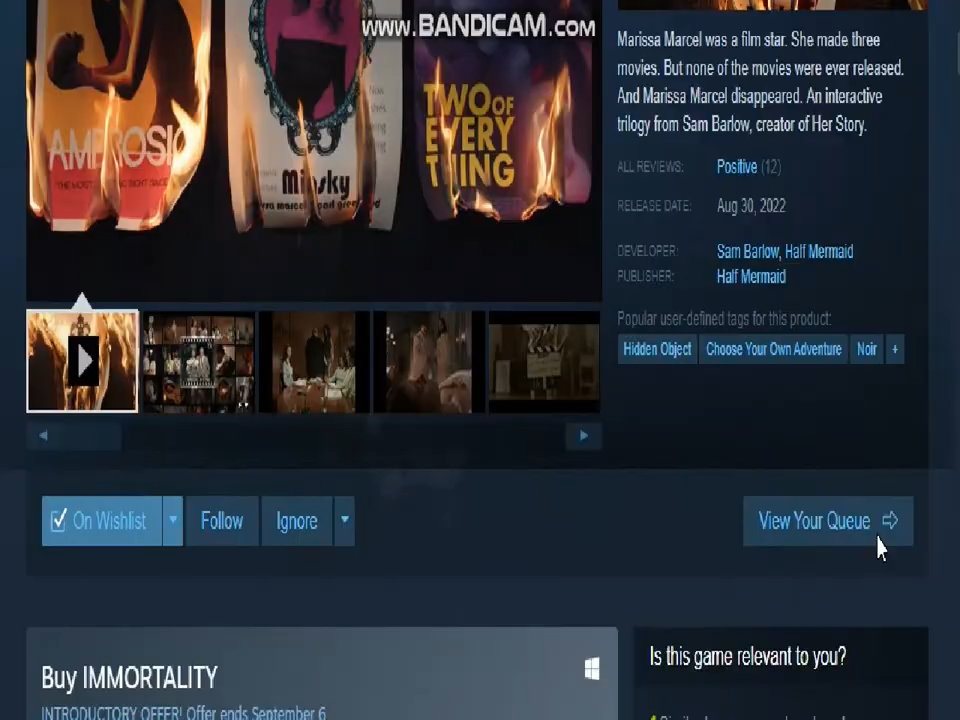 www.BANDICAM.com
AMBROSIO
Minsky
TWO OF
EVERY
THING
Marissa Marcel was a film star. She made three
movies. But none of the movies were ever released.
And Marissa Marcel disappeared. An interactive
trilogy from Sam Barlow, creator of Her Story.
ALL REVIEWS: Positive (12)
RELEASE DATE: Aug 30, 2022
DEVELOPER: Sam Barlow, Half Mermaid
PUBLISHER: Half Mermaid
Popular user-defined tags for this product:
Hidden Object Choose Your Own Adventure Noir +
On Wishlist Follow Ignore View Your Queue
Buy IMMORTALITY
INTRODUCTORY OFFER! Offer ends September 6
Is this game relevant to you?